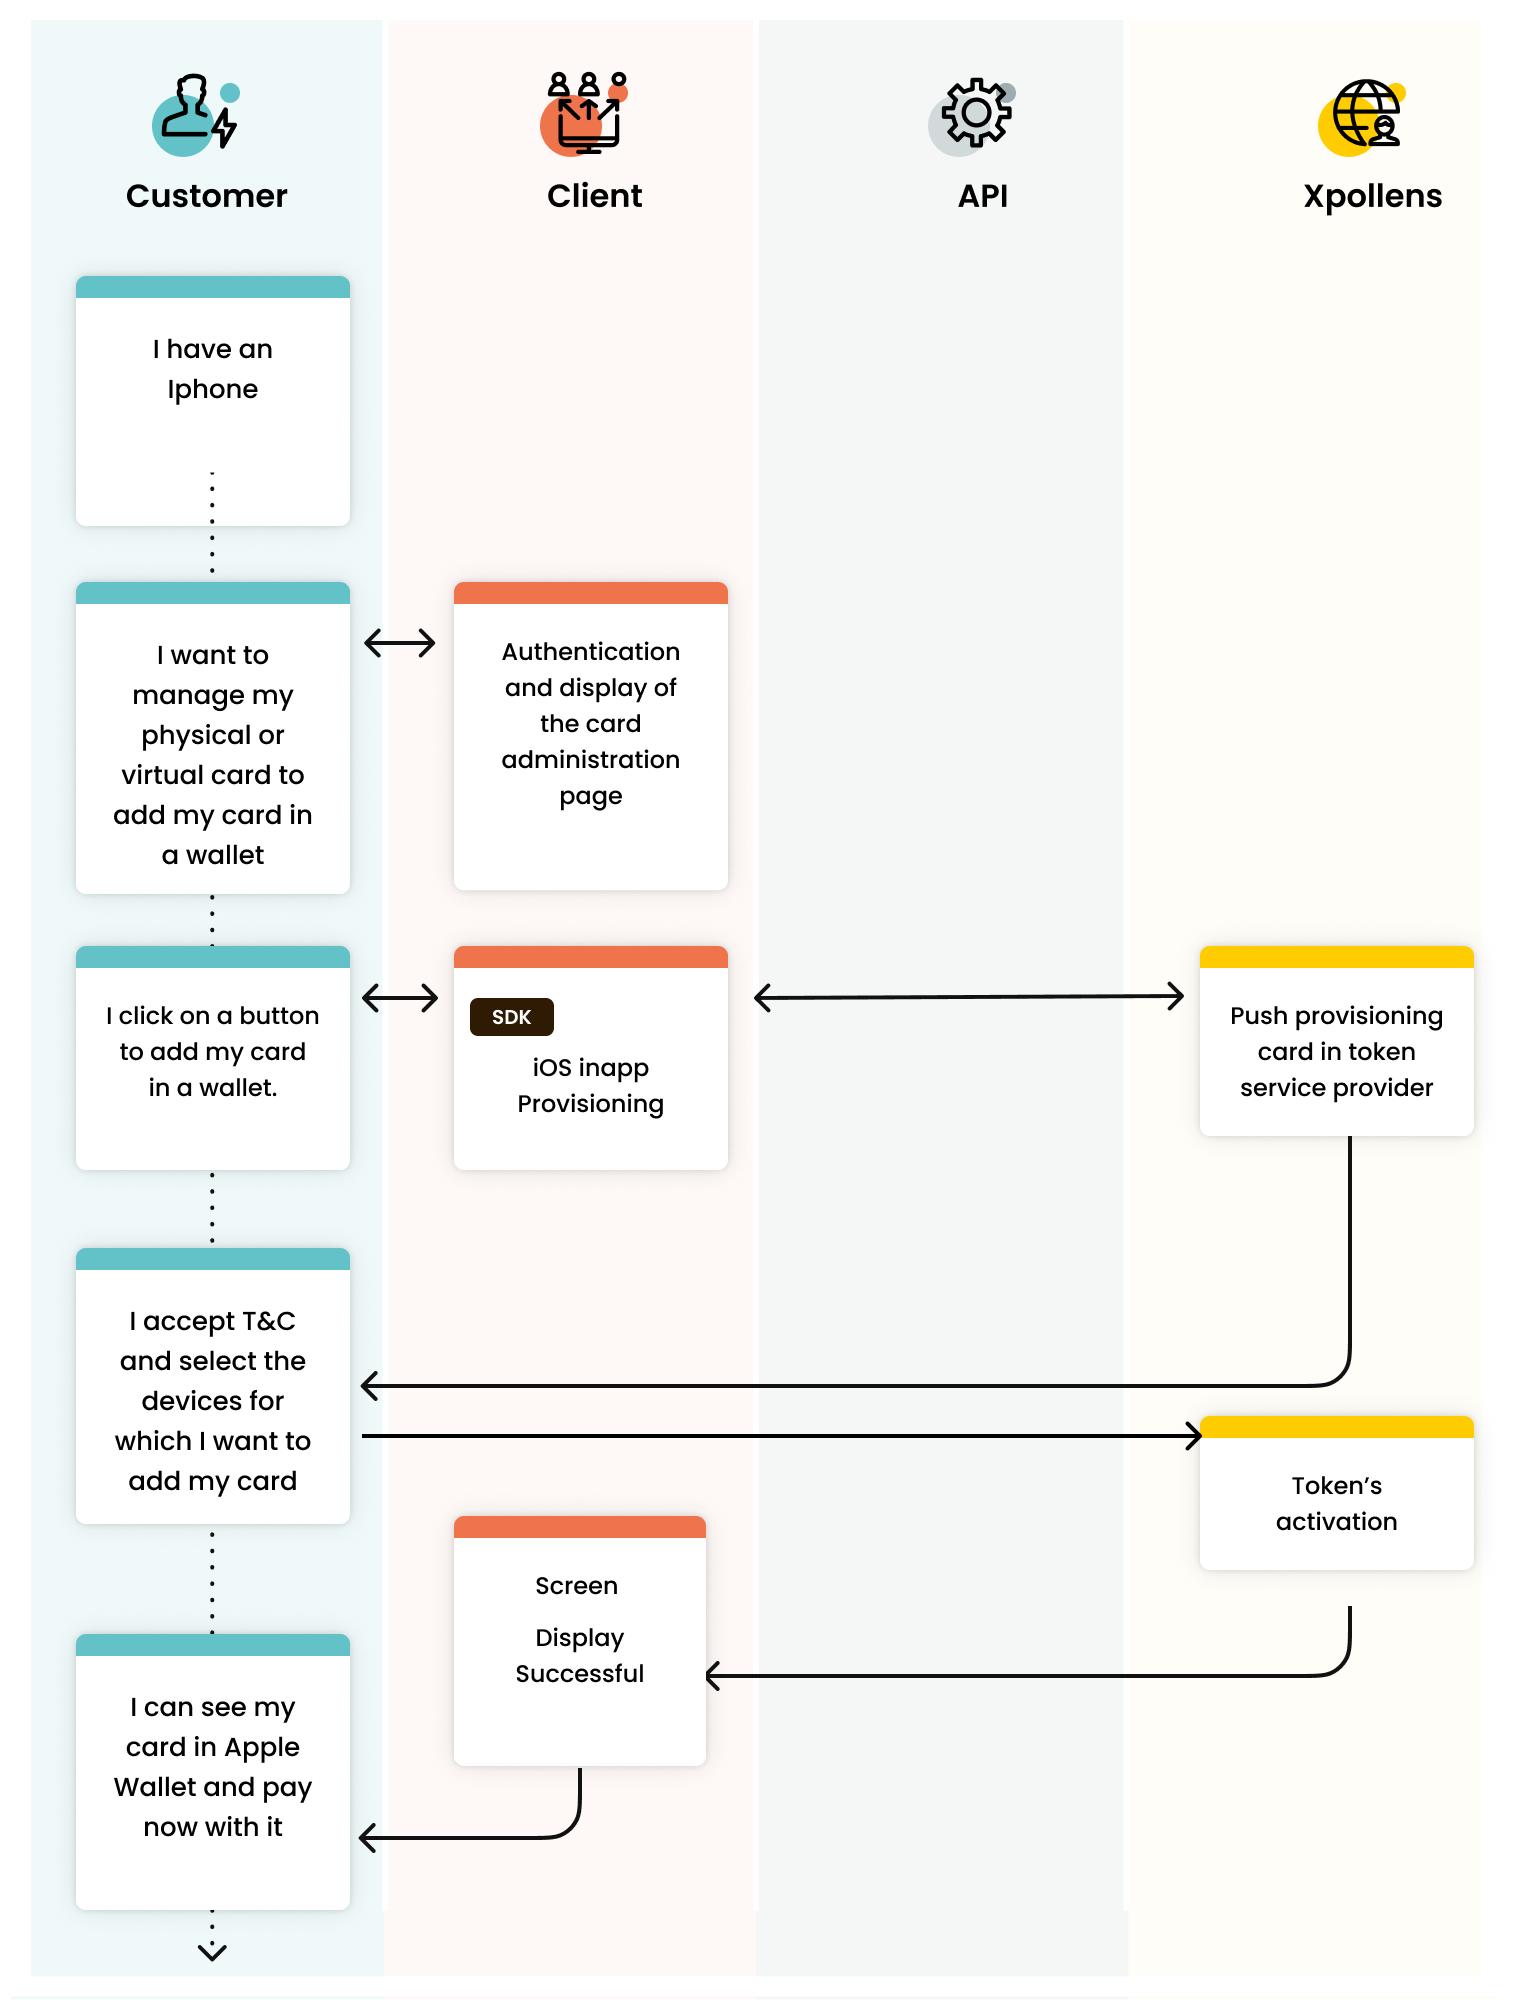 Customer
Client
API
Xpollens
I have an
Iphone
I want to
manage my
physical or
virtual card to
add my card in
a wallet
Authentication
and display of
the card
administration
page
I click on a button
to add my card
in a wallet.
SDK
iOS inapp
Provisioning
Push provisioning
card in token
service provider
I accept T&C
and select the
devices for
which I want to
add my card
Token’s
activation
Screen
Display
Successful
I can see my
card in Apple
Wallet and pay
now with it